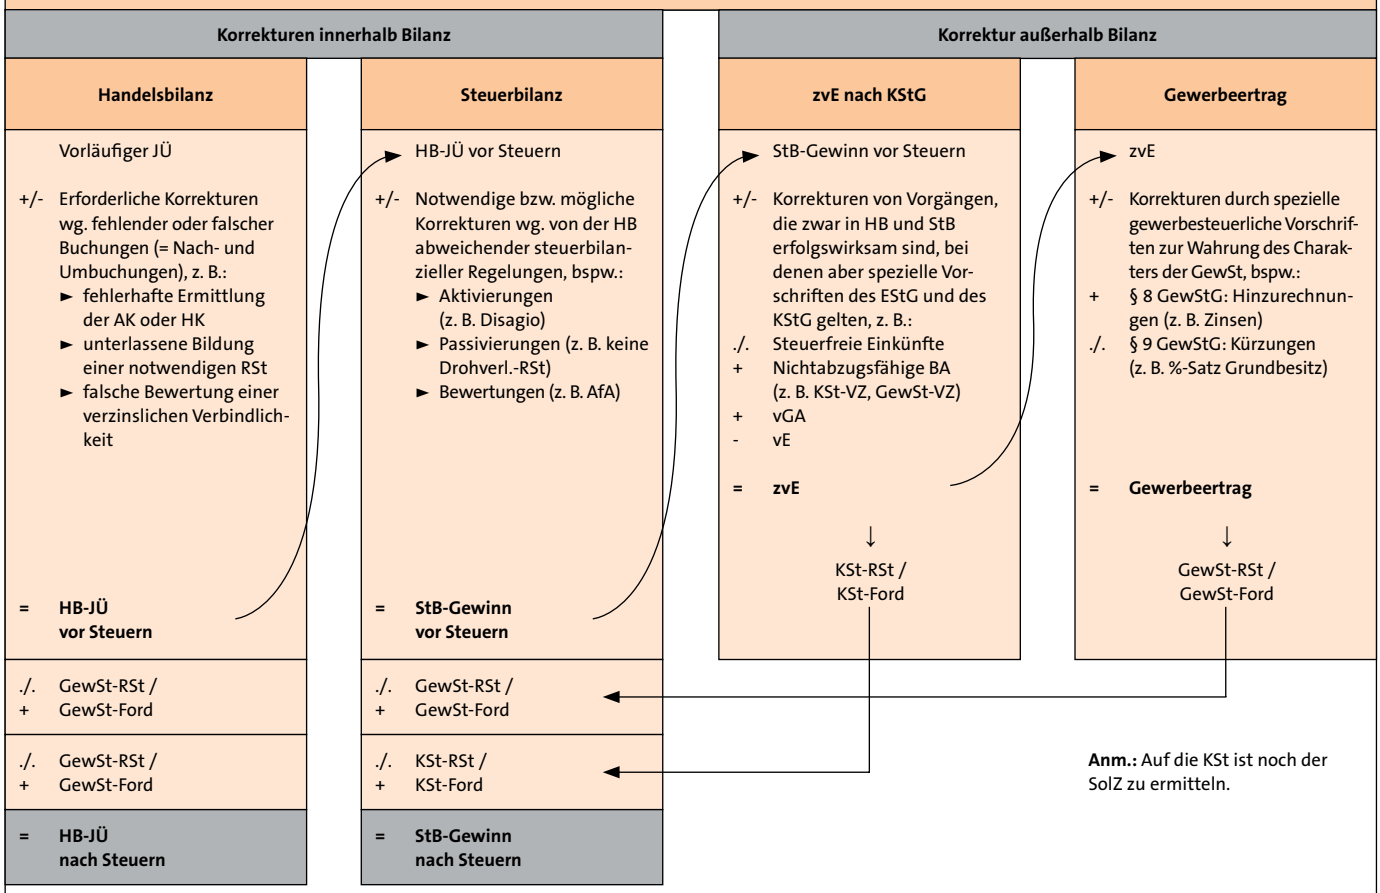 Korrekturen innerhalb Bilanz
Korrektur außerhalb Bilanz
Handelsbilanz
Vorläufiger JÜ
+/- Erforderliche Korrekturen
wg. fehlender oder falscher
Buchungen (= Nach- und
Umbuchungen), z. B.:
► fehlerhafte Ermittlung
der AK oder HK
► unterlassene Bildung
einer notwendigen RSt
► falsche Bewertung einer
verzinslichen Verbindlich-
keit
= HB-JÜ
vor Steuern
./. GewSt-RSt /
+ GewSt-Ford
./. GewSt-RSt /
+ GewSt-Ford
= HB-JÜ
nach Steuern
Steuerbilanz
HB-JÜ vor Steuern
+/- Notwendige bzw. mögliche
Korrekturen wg. von der HB
abweichender steuerbilan-
zieller Regelungen, bspw.:
► Aktivierungen
(z. B. Disagio)
► Passivierungen (z. B. keine
Drohverl.-RSt)
► Bewertungen (z. B. AfA)
= StB-Gewinn
vor Steuern
./. GewSt-RSt /
+ GewSt-Ford
./. KSt-RSt /
+ KSt-Ford
= StB-Gewinn
nach Steuern
zvE nach KStG
StB-Gewinn vor Steuern
+/- Korrekturen von Vorgängen,
die zwar in HB und StB
erfolgswirksam sind, bei
denen aber spezielle Vor-
schriften des EStG und des
KStG gelten, z. B.:
./. Steuerfreie Einkünfte
+ Nichtabzugsfähige BA
(z. B. KSt-VZ, GewSt-VZ)
+ vGA
- vE
= zvE
↓
KSt-RSt /
KSt-Ford
Gewerbeertrag
zvE
+/- Korrekturen durch spezielle
gewerbesteuerliche Vorschrif-
ten zur Wahrung des Charak-
ters der GewSt, bspw.:
+ § 8 GewStG: Hinzurechnun-
gen (z. B. Zinsen)
./. § 9 GewStG: Kürzungen
(z. B. %-Satz Grundbesitz)
= Gewerbeertrag
↓
GewSt-RSt /
GewSt-Ford
Anm.: Auf die KSt ist noch der
SolZ zu ermitteln.